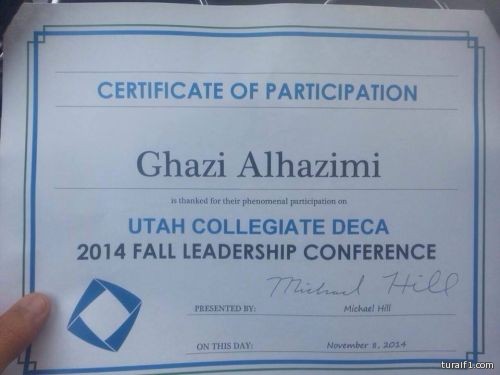 CERTIFICATE OF PARTICIPATION
Ghazi Alhazimi
is thanked for their phenomenal participation on
UTAH COLLEGIATE DECA
2014 FALL LEADERSHIP CONFERENCE
Michael Hill
PRESENTED BY: Michael Hill
ON THIS DAY: November 8, 2014
turaif1.com